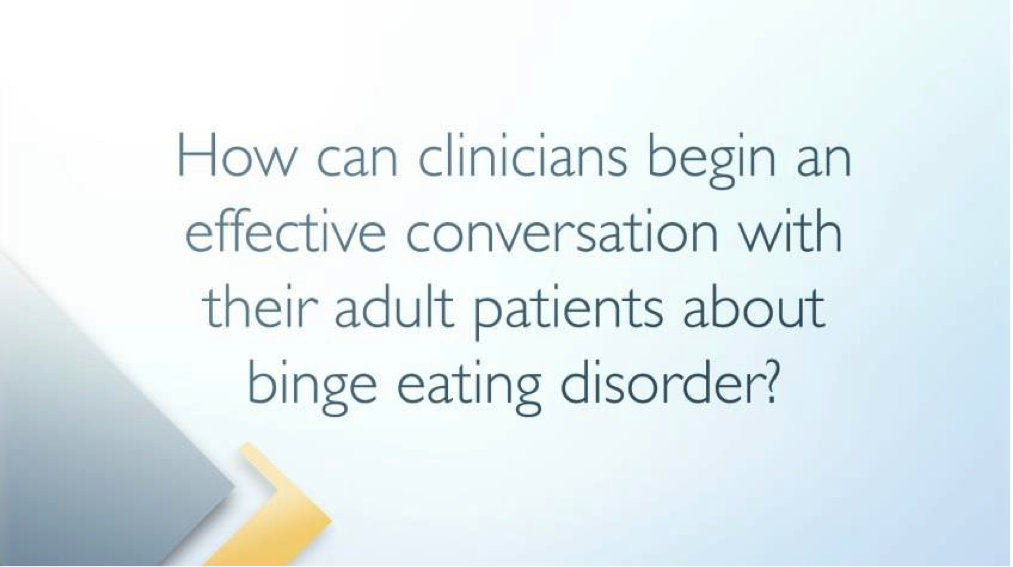 How can clinicians begin an
effective conversation with
their adult patients about
binge eating disorder?